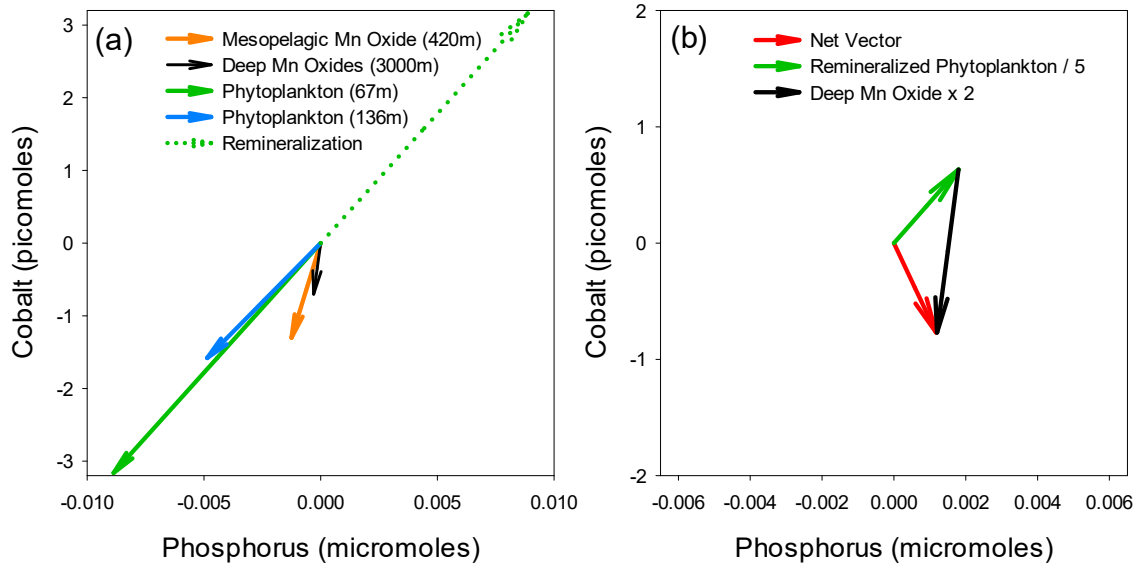 (a)
Mesopelagic Mn Oxide (420m)
Deep Mn Oxides (3000m)
Phytoplankton (67m)
Phytoplankton (136m)
Remineralization
3
2
1
0
-1
-2
-3
Cobalt (picomoles)
-0.010
-0.005
0.000
0.005
0.010
Phosphorus (micromoles)
(b)
Net Vector
Remineralized Phytoplankton / 5
Deep Mn Oxide x 2
2
1
0
-1
-2
Cobalt (picomoles)
-0.006
-0.004
-0.002
0.000
0.002
0.004
0.006
Phosphorus (micromoles)